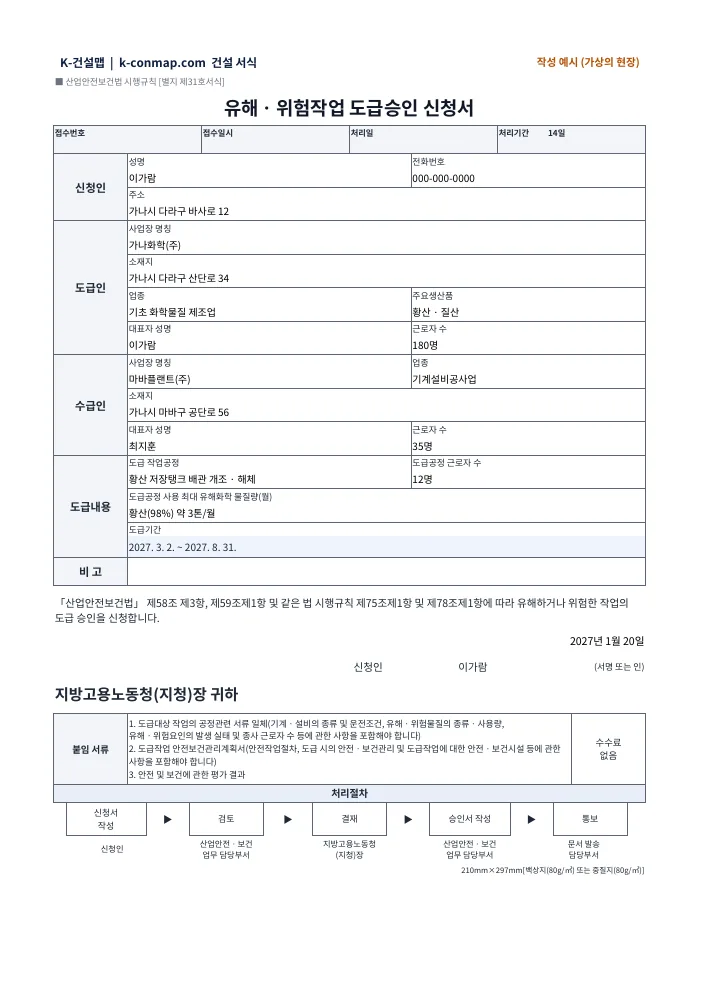 K-건설맵 | k-conmap.com 건설 서식
작성 예시 (가상의 현장)
■ 산업안전보건법 시행규칙 [별지 제31호서식]
유해ㆍ위험작업 도급승인 신청서
접수번호
접수일시
처리일
처리기간 14일
신청인
성명
이가람
전화번호
000-000-0000
주소
가나시 다라구 바사로 12
도급인
사업장 명칭
가나화학(주)
소재지
가나시 다라구 산단로 34
업종
기초 화학물질 제조업
주요생산품
황산ㆍ질산
대표자 성명
이가람
근로자 수
180명
수급인
사업장 명칭
마바플랜트(주)
업종
기계설비공사업
소재지
가나시 마바구 공단로 56
대표자 성명
최지훈
근로자 수
35명
도급내용
도급 작업공정
황산 저장탱크 배관 개조ㆍ해체
도급공정 근로자 수
12명
도급공정 사용 최대 유해화학 물질량(월)
황산(98%) 약 3톤/월
도급기간
2027. 3. 2. ~ 2027. 8. 31.
비 고
「산업안전보건법」 제58조 제3항, 제59조제1항 및 같은 법 시행규칙 제75조제1항 및 제78조제1항에 따라 유해하거나 위험한 작업의
도급 승인을 신청합니다.
2027년 1월 20일
신청인 이가람 (서명 또는 인)
지방고용노동청(지청)장 귀하
붙임 서류
1. 도급대상 작업의 공정관련 서류 일체(기계ㆍ설비의 종류 및 운전조건, 유해ㆍ위험물질의 종류ㆍ사용량,
유해ㆍ위험요인의 발생 실태 및 종사 근로자 수 등에 관한 사항을 포함해야 합니다)
2. 도급작업 안전보건관리계획서(안전작업절차, 도급 시의 안전ㆍ보건관리 및 도급작업에 대한 안전ㆍ보건시설 등에 관한
사항을 포함해야 합니다)
3. 안전 및 보건에 관한 평가 결과
수수료
없음
처리절차
신청서
작성
▶
검토
▶
결재
▶
승인서 작성
▶
통보
신청인
산업안전ㆍ보건
업무 담당부서
지방고용노동청
(지청)장
산업안전ㆍ보건
업무 담당부서
문서 발송
담당부서
210mm×297mm[백상지(80g/㎡) 또는 중질지(80g/㎡)]